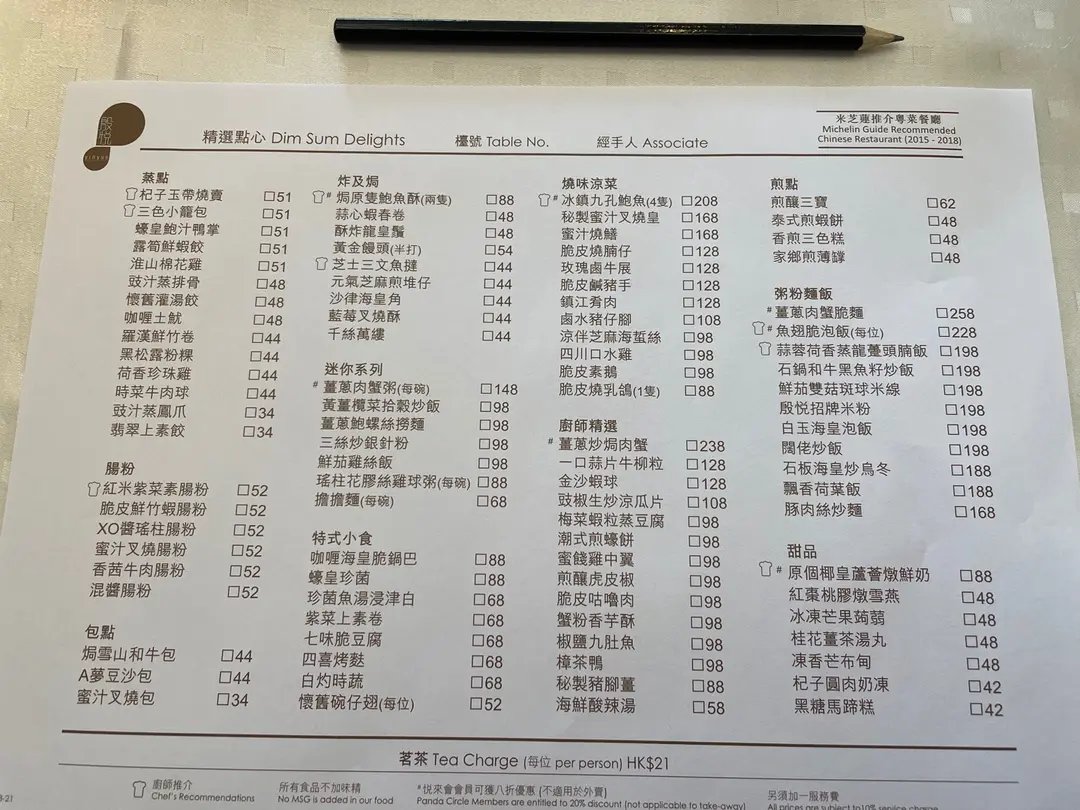 殷悦
精選點心 Dim Sum Delights
檯號 Table No.
經手人 Associate
米芝蓮推介粵菜餐廳
Michelin Guide Recommended
Chinese Restaurant (2015 - 2018)
蒸點
杞子玉帶燒賣 □51
三色小籠包 □51
蠔皇鮑汁鴨掌 □51
露筍鮮蝦餃 □51
淮山棉花雞 □51
豉汁蒸排骨 □48
懷舊灌湯餃 □48
咖喱土魷 □48
羅漢鮮竹卷 □44
黑松露粉粿 □44
荷香珍珠雞 □44
時菜牛肉球 □44
豉汁蒸鳳爪 □34
翡翠上素餃 □34
腸粉
紅米紫菜素腸粉 □52
脆皮鮮竹蝦腸粉 □52
XO醬瑤柱腸粉 □52
蜜汁叉燒腸粉 □52
香茜牛肉腸粉 □52
混醬腸粉 □52
包點
焗雪山和牛包 □44
A夢豆沙包 □44
蜜汁叉燒包 □34
炸及焗
# 焗原隻鮑魚酥(兩隻) □88
蒜心蝦春卷 □48
酥炸龍皇鬚 □48
黃金饅頭(半打) □54
芝士三文魚撻 □44
元氣芝麻煎堆仔 □44
沙律海皇角 □44
藍莓叉燒酥 □44
千絲萬縷 □44
迷你系列
# 薑蔥肉蟹粥(每碗) □148
黃薑欖菜拾穀炒飯 □98
薑蔥鮑螺絲撈麵 □98
三絲炒銀針粉 □98
鮮茄雞絲飯 □98
瑤柱花膠絲雞球粥(每碗) □88
擔擔麵(每碗) □68
特式小食
咖喱海皇脆鍋巴 □88
蠔皇珍菌 □88
珍菌魚湯浸津白 □68
紫菜上素卷 □68
七味脆豆腐 □68
四喜烤麩 □68
白灼時蔬 □68
懷舊碗仔翅(每位) □52
燒味涼菜
# 冰鎮九孔鮑魚(4隻) □208
秘製蜜汁叉燒皇 □168
蜜汁燒鱔 □168
脆皮燒腩仔 □128
玫瑰鹵牛展 □128
脆皮鹹豬手 □128
鎮江肴肉 □128
鹵水豬仔腳 □108
涼伴芝麻海蜇絲 □98
四川口水雞 □98
脆皮素鵝 □98
脆皮燒乳鴿(1隻) □88
廚師精選
# 薑蔥炒焗肉蟹 □238
一口蒜片牛柳粒 □128
金沙蝦球 □128
豉椒生炒涼瓜片 □108
梅菜蝦粒蒸豆腐 □98
潮式煎蠔餅 □98
蜜餞雞中翼 □98
煎釀虎皮椒 □98
脆皮咕嚕肉 □98
蟹粉香芋酥 □98
椒鹽九肚魚 □98
樟茶鴨 □98
秘製豬腳薑 □88
海鮮酸辣湯 □58
煎點
煎釀三寶 □62
泰式煎蝦餅 □48
香煎三色糕 □48
家鄉煎薄罉 □48
粥粉麵飯
# 薑蔥肉蟹脆麵 □258
# 魚翅脆泡飯(每位) □228
蒜蓉荷香蒸龍躉頭腩飯 □198
石鍋和牛黑魚籽炒飯 □198
鮮茄雙菇斑球米線 □198
殷悦招牌米粉 □198
白玉海皇泡飯 □198
闊佬炒飯 □198
石板海皇炒烏冬 □188
飄香荷葉飯 □188
豚肉絲炒麵 □168
甜品
# 原個椰皇蘆薈燉鮮奶 □88
紅棗桃膠燉雪燕 □48
冰凍芒果蒟蒻 □48
桂花薑茶湯丸 □48
凍香芒布甸 □48
杞子圓肉奶凍 □42
黑糖馬蹄糕 □42
茗茶 Tea Charge (每位 per person) HK$21
廚師推介
Chef's Recommendations
所有食品不加味精
No MSG is added in our food
#悦來會會員可獲八折優惠 (不適用於外賣)
Panda Circle Members are entitled to 20% discount (not applicable to take-away)
另須加一服務費
All prices are subject to 10% service charge